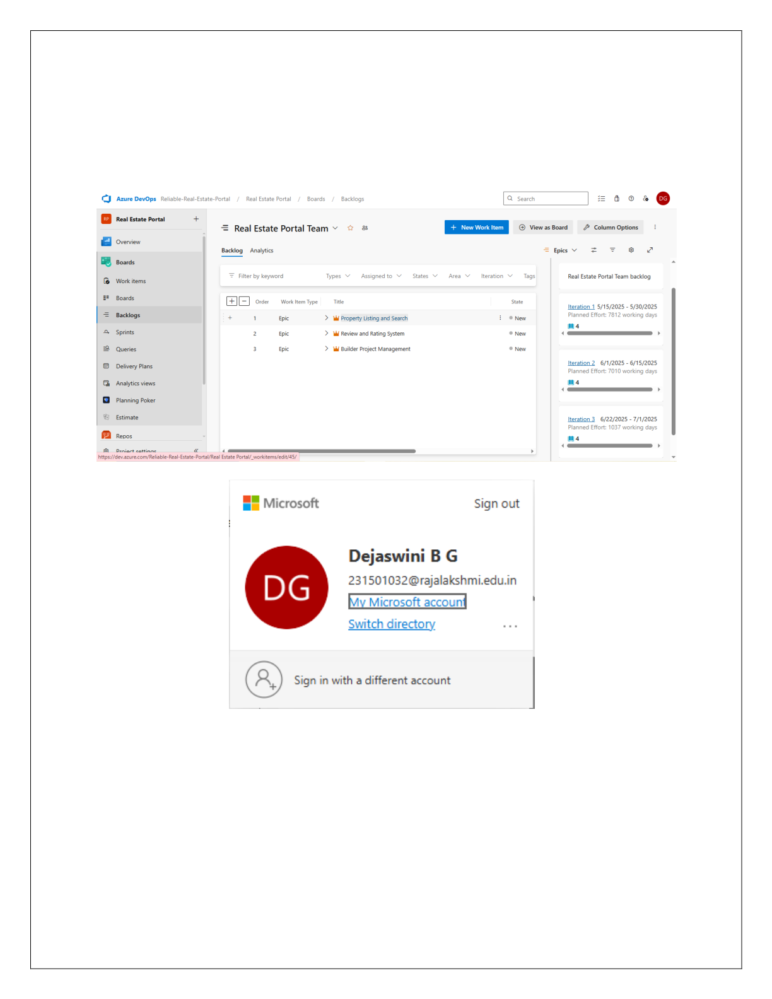 Azure DevOps Reliable-Real-Estate-Portal / Real Estate Portal / Boards / Backlogs
Search
DG
RP Real Estate Portal +
Overview
Boards
Work items
Boards
Backlogs
Sprints
Queries
Delivery Plans
Analytics views
Planning Poker
Estimate
Repos
Project settings
https://dev.azure.com/Reliable-Real-Estate-Portal/Real Estate Portal/_workitems/edit/45/
Real Estate Portal Team
+ New Work Item
View as Board
Column Options
Backlog Analytics
Epics
Filter by keyword Types Assigned to States Area Iteration Tags
+ − Order Work Item Type Title State
+ 1 Epic Property Listing and Search New
2 Epic Review and Rating System New
3 Epic Builder Project Management New
Real Estate Portal Team backlog
Iteration 1 5/15/2025 - 5/30/2025
Planned Effort: 7812 working days
4
Iteration 2 6/1/2025 - 6/15/2025
Planned Effort: 7010 working days
4
Iteration 3 6/22/2025 - 7/1/2025
Planned Effort: 1037 working days
4
Microsoft Sign out
DG
Dejaswini B G
231501032@rajalakshmi.edu.in
My Microsoft account
Switch directory ...
Sign in with a different account